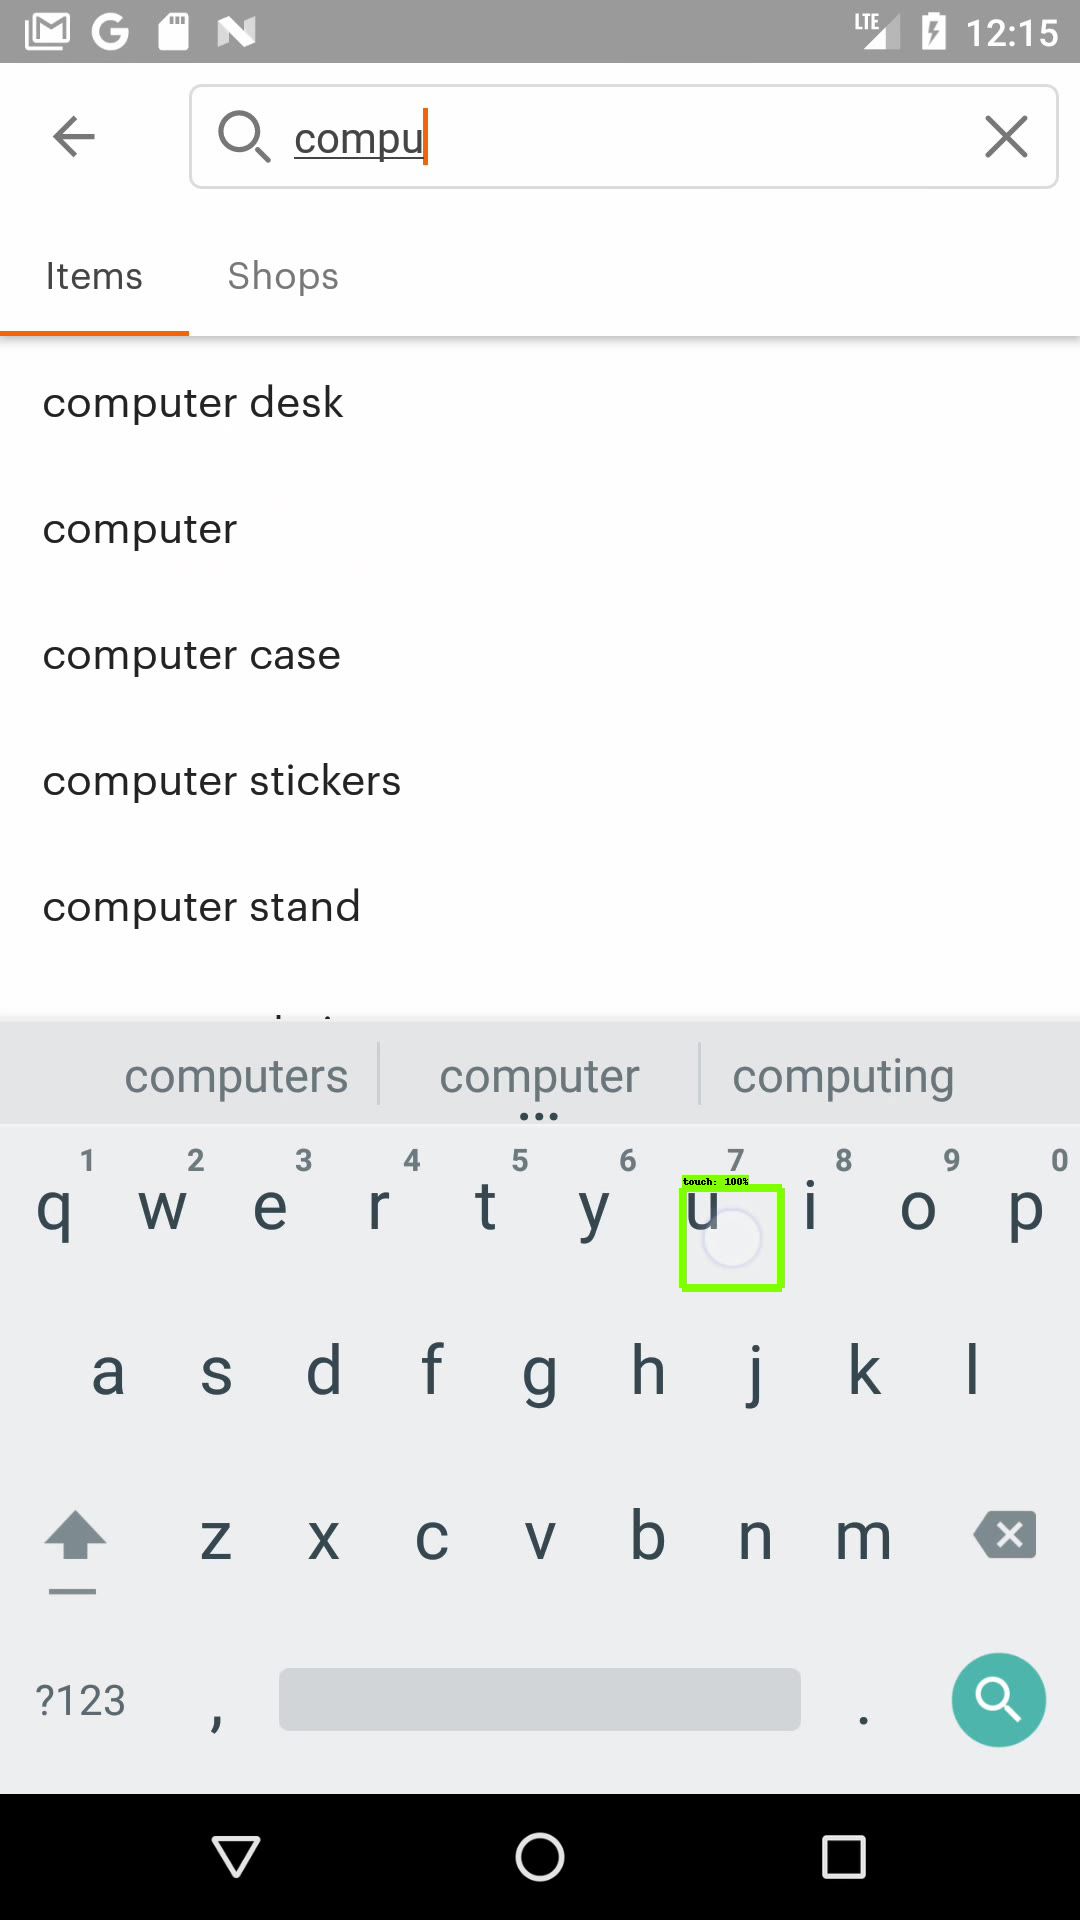 LTE 12:15
compu
Items Shops
computer desk
computer
computer case
computer stickers
computer stand
computers computer computing
1 2 3 4 5 6 7 8 9 0
touch: 100%
q w e r t y u i o p
a s d f g h j k l
z x c v b n m
?123 , .